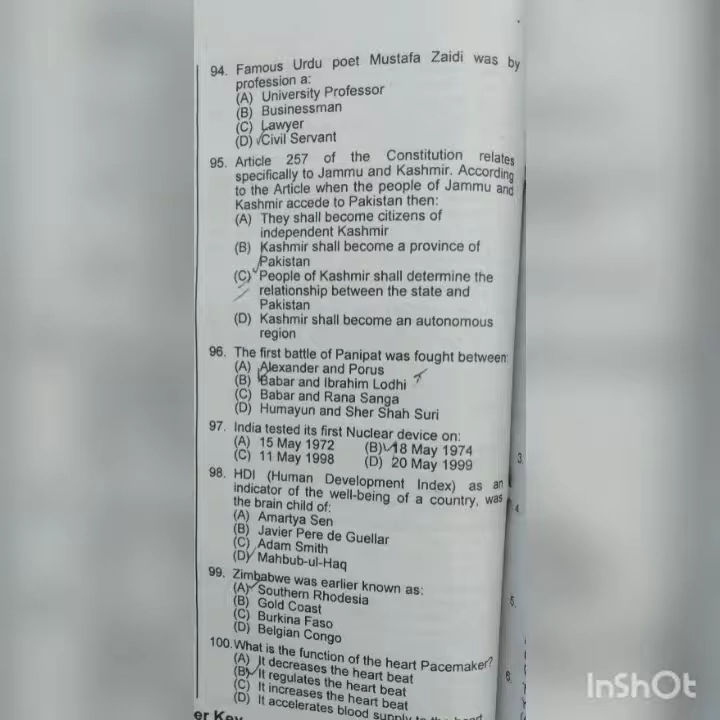 94. Famous Urdu poet Mustafa Zaidi was by
profession a:
(A) University Professor
(B) Businessman
(C) Lawyer
(D) Civil Servant
95. Article 257 of the Constitution relates
specifically to Jammu and Kashmir. According
to the Article when the people of Jammu and
Kashmir accede to Pakistan then:
(A) They shall become citizens of
independent Kashmir
(B) Kashmir shall become a province of
Pakistan
(C) People of Kashmir shall determine the
relationship between the state and
Pakistan
(D) Kashmir shall become an autonomous
region
96. The first battle of Panipat was fought between:
(A) Alexander and Porus
(B) Babar and Ibrahim Lodhi
(C) Babar and Rana Sanga
(D) Humayun and Sher Shah Suri
97. India tested its first Nuclear device on:
(A) 15 May 1972 (B) 18 May 1974
(C) 11 May 1998 (D) 20 May 1999
98. HDI (Human Development Index) as an
indicator of the well-being of a country, was
the brain child of:
(A) Amartya Sen
(B) Javier Pere de Guellar
(C) Adam Smith
(D) Mahbub-ul-Haq
99. Zimbabwe was earlier known as:
(A) Southern Rhodesia
(B) Gold Coast
(C) Burkina Faso
(D) Belgian Congo
100. What is the function of the heart Pacemaker?
(A) It decreases the heart beat
(B) It regulates the heart beat
(C) It increases the heart beat
(D) It accelerates blood supply to the
er Key
3.
4.
5.
6.
InShOt